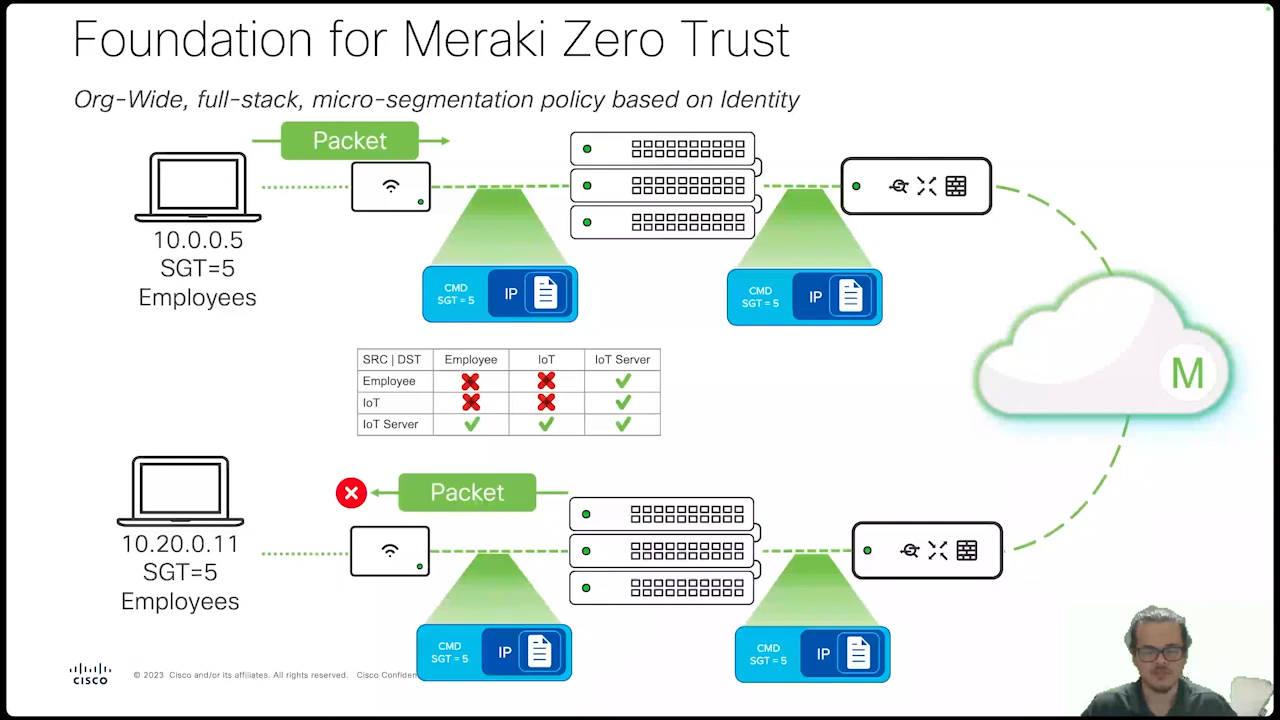 Foundation for Meraki Zero Trust
Org-Wide, full-stack, micro-segmentation policy based on Identity
Packet
10.0.0.5
SGT=5
Employees
CMD
SGT = 5
IP
CMD
SGT = 5
IP
M
SRC | DST Employee IoT IoT Server
Employee
IoT
IoT Server
Packet
10.20.0.11
SGT=5
Employees
CMD
SGT = 5
IP
CMD
SGT = 5
IP
CISCO
© 2023 Cisco and/or its affiliates. All rights reserved. Cisco Confiden